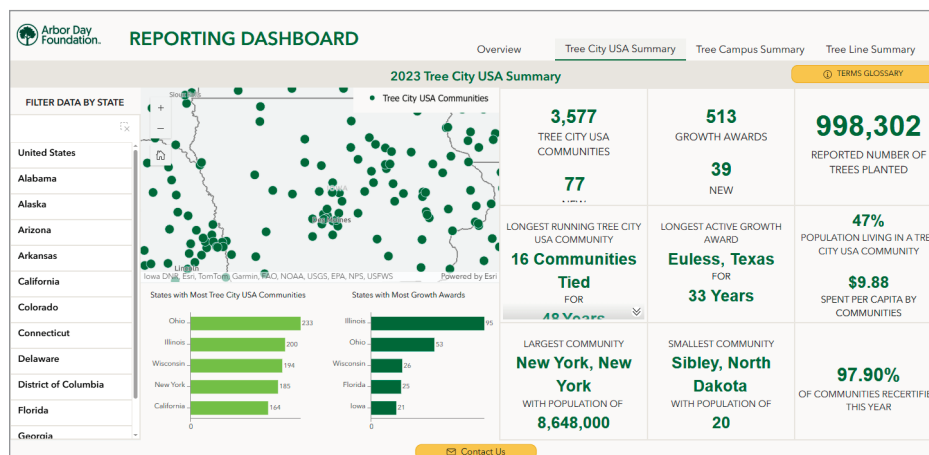 Arbor Day
Foundation.
REPORTING DASHBOARD
Overview
Tree City USA Summary
Tree Campus Summary
Tree Line Summary
2023 Tree City USA Summary
TERMS GLOSSARY
FILTER DATA BY STATE
United States
Alabama
Alaska
Arizona
Arkansas
California
Colorado
Connecticut
Delaware
District of Columbia
Florida
Georgia
+
−
Tree City USA Communities
Des Moines
Iowa DNR, Esri, TomTom, Garmin, FAO, NOAA, USGS, EPA, NPS, USFWS
Powered by Esri
States with Most Tree City USA Communities
Ohio 233
Illinois 200
Wisconsin 194
New York 185
California 164
0
States with Most Growth Awards
Illinois 95
Ohio 53
Wisconsin 26
Florida 25
Iowa 21
0
3,577
TREE CITY USA
COMMUNITIES
77
NEW
513
GROWTH AWARDS
39
NEW
998,302
REPORTED NUMBER OF
TREES PLANTED
LONGEST RUNNING TREE CITY
USA COMMUNITY
16 Communities
Tied
FOR
48 Years
LONGEST ACTIVE GROWTH
AWARD
Euless, Texas
FOR
33 Years
47%
POPULATION LIVING IN A TRE
CITY USA COMMUNITY
$9.88
SPENT PER CAPITA BY
COMMUNITIES
LARGEST COMMUNITY
New York, New
York
WITH POPULATION OF
8,648,000
SMALLEST COMMUNITY
Sibley, North
Dakota
WITH POPULATION OF
20
97.90%
OF COMMUNITIES RECERTIFIE
THIS YEAR
Contact Us